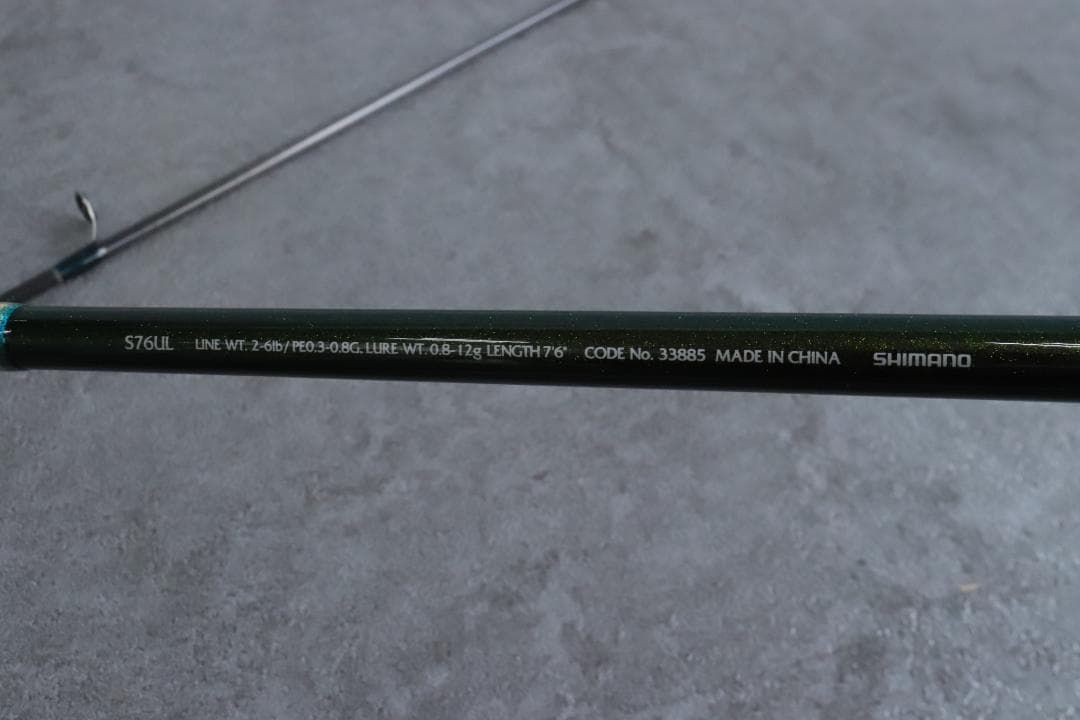 S76UL LINE WT. 2-6lb/PE0.3-0.8G. LURE WT. 0.8-12g LENGTH 7'6" CODE No. 33885 MADE IN CHINA SHIMANO